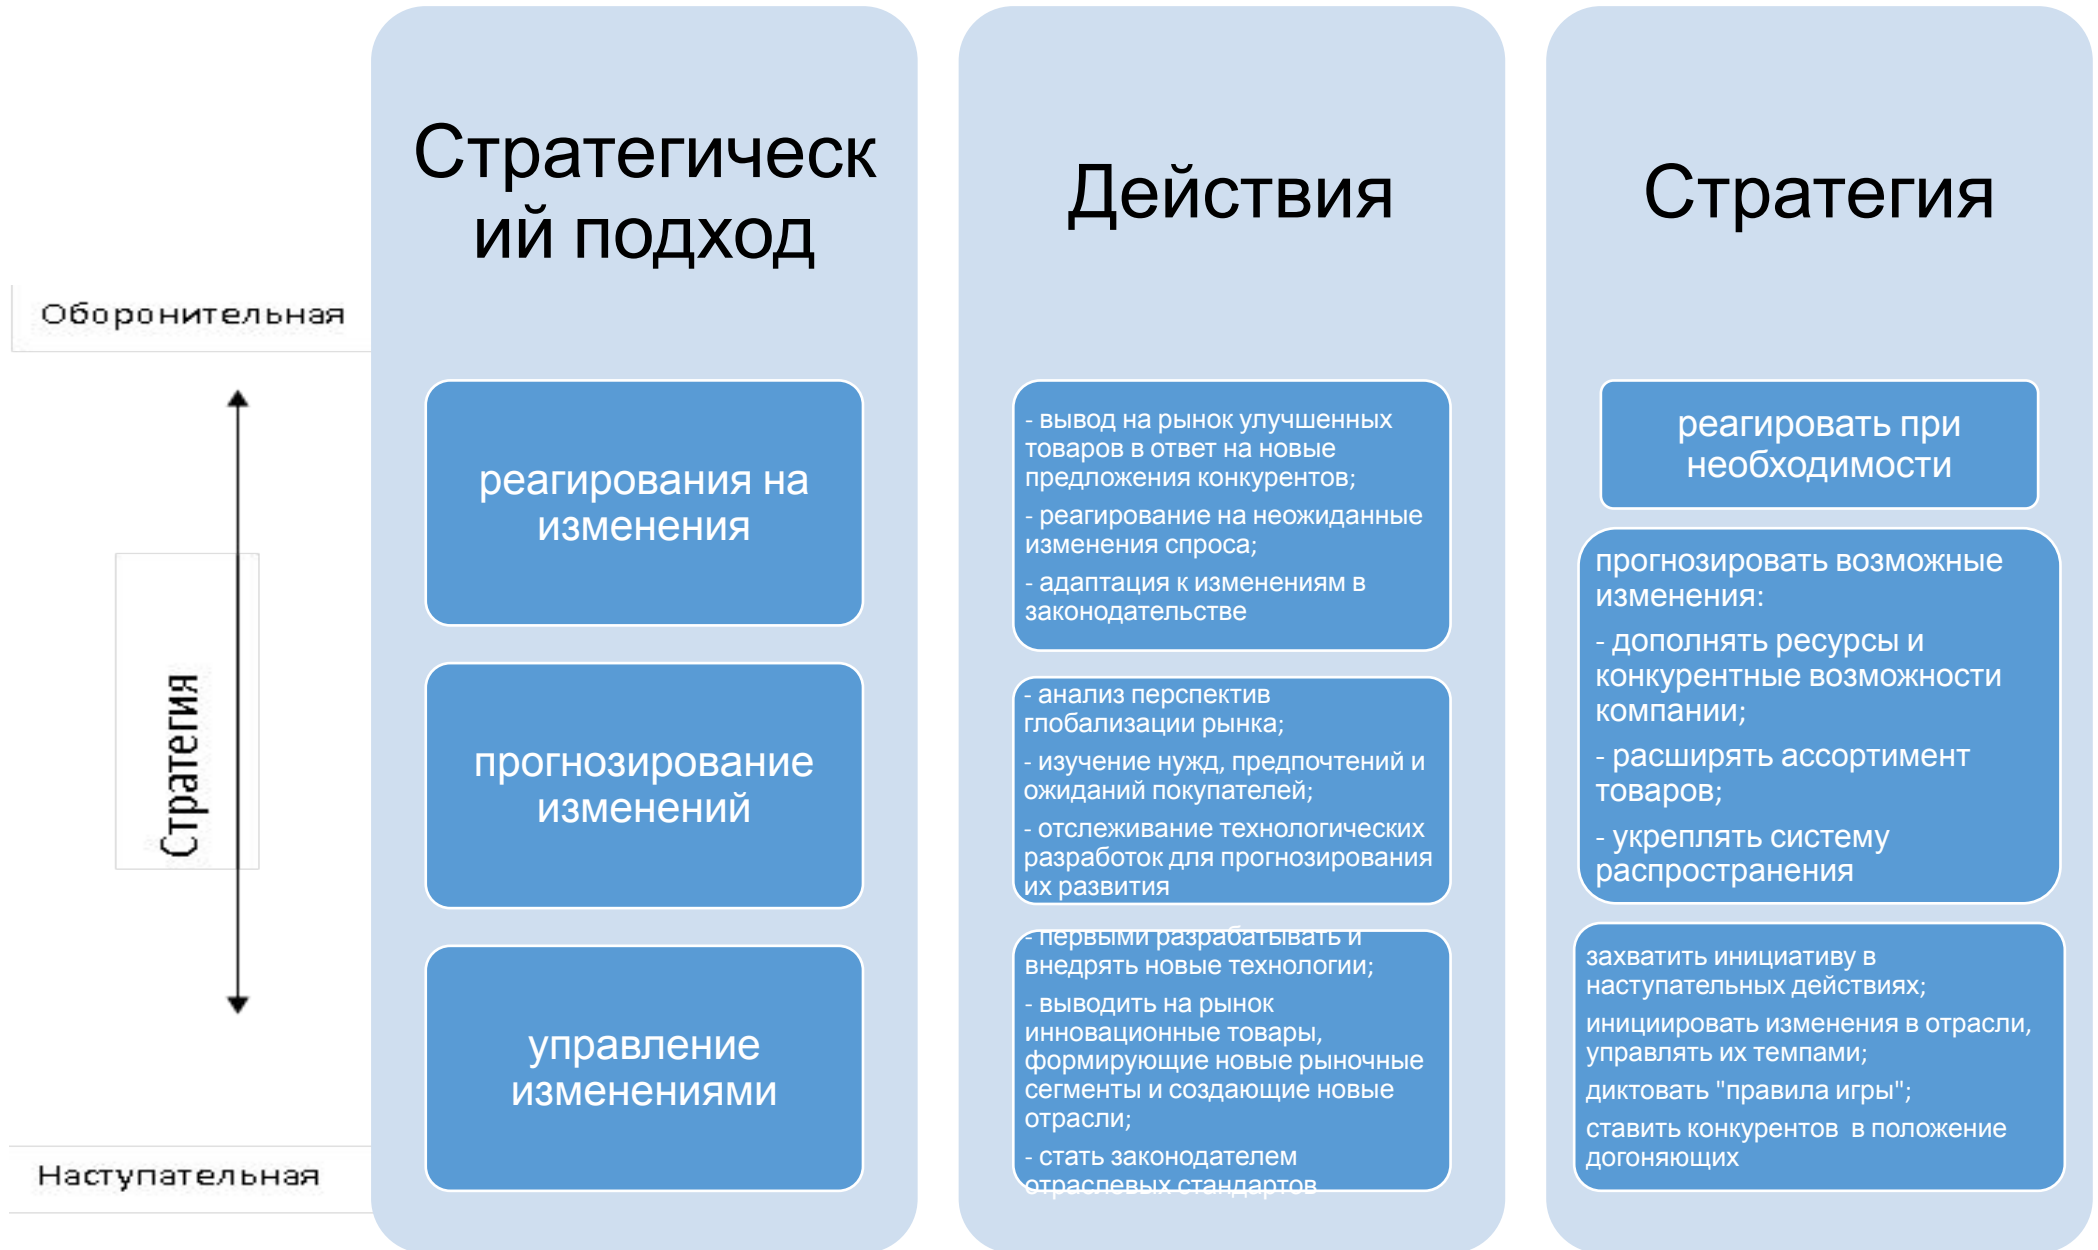 Оборонительная
Стратегия
Наступательная
Стратегическ
ий подход
реагирования на
изменения
прогнозирование
изменений
управление
изменениями
Действия
- вывод на рынок улучшенных
товаров в ответ на новые
предложения конкурентов;
- реагирование на неожиданные
изменения спроса;
- адаптация к изменениям в
законодательстве
- анализ перспектив
глобализации рынка;
- изучение нужд, предпочтений и
ожиданий покупателей;
- отслеживание технологических
разработок для прогнозирования
их развития
- первыми разрабатывать и
внедрять новые технологии;
- выводить на рынок
инновационные товары,
формирующие новые рыночные
сегменты и создающие новые
отрасли;
- стать законодателем
отраслевых стандартов
Стратегия
реагировать при
необходимости
прогнозировать возможные
изменения:
- дополнять ресурсы и
конкурентные возможности
компании;
- расширять ассортимент
товаров;
- укреплять систему
распространения
захватить инициативу в
наступательных действиях;
инициировать изменения в отрасли,
управлять их темпами;
диктовать "правила игры";
ставить конкурентов  в положение
догоняющих